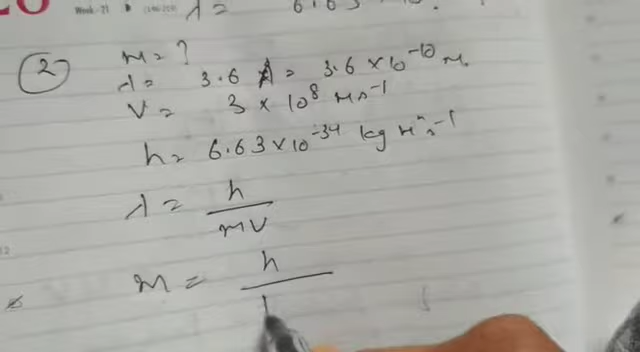 Week - 21
λ = 6.63
② m = ?
λ = 3.6 Å = 3.6 × 10⁻¹⁰ m.
V = 3 × 10⁸ ms⁻¹
h = 6.63 × 10⁻³⁴ kg m² s⁻¹
λ = h / mv
m = h /